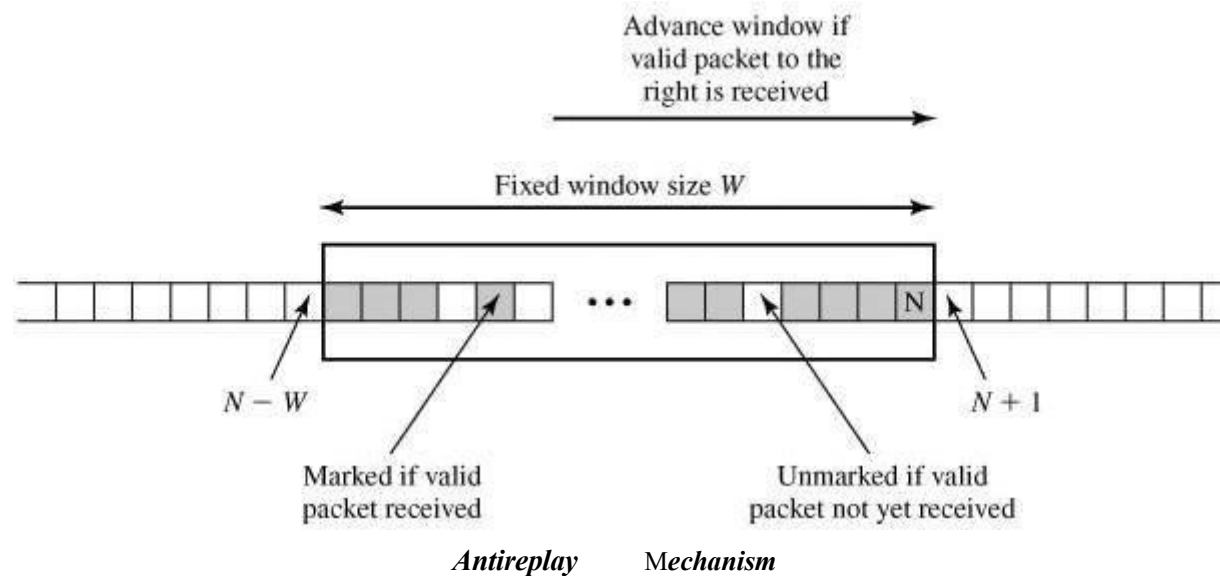 Advance window if
valid packet to the
right is received
Fixed window size W
•••
N
N − W
N + 1
Marked if valid
packet received
Unmarked if valid
packet not yet received
Antireplay Mechanism